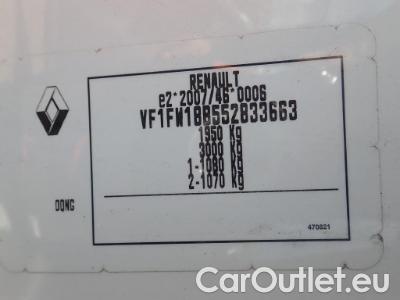 RENAULT
e2*2007/46*0006
VF1FW18B552833663
1950 Kg
3000 Kg
1-1080 Kg
2-1070 Kg
DQNG
470821
CarOutlet.eu